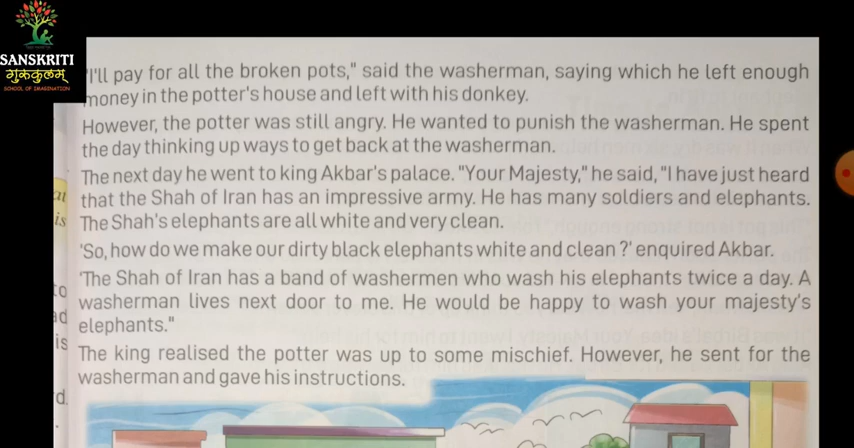 SANSKRITI
गुरुकुलम्
SCHOOL OF IMAGINATION
"I'll pay for all the broken pots," said the washerman, saying which he left enough
money in the potter's house and left with his donkey.
However, the potter was still angry. He wanted to punish the washerman. He spent
the day thinking up ways to get back at the washerman.
The next day he went to king Akbar's palace. "Your Majesty," he said, "I have just heard
that the Shah of Iran has an impressive army. He has many soldiers and elephants.
The Shah's elephants are all white and very clean.
'So, how do we make our dirty black elephants white and clean ?' enquired Akbar.
'The Shah of Iran has a band of washermen who wash his elephants twice a day. A
washerman lives next door to me. He would be happy to wash your majesty's
elephants."
The king realised the potter was up to some mischief. However, he sent for the
washerman and gave his instructions.